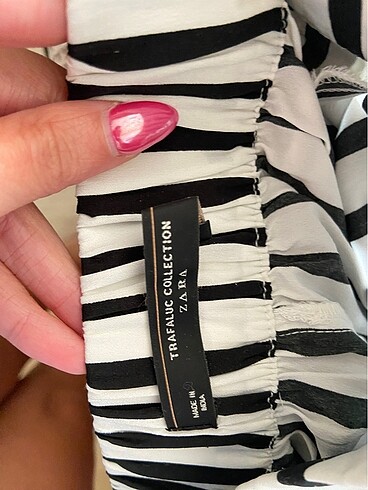 TRAFALUC COLLECTION
ZARA
MADE IN
INDIA